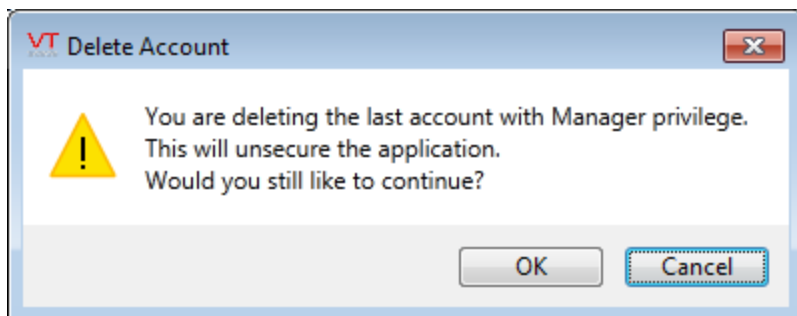 VT Delete Account
You are deleting the last account with Manager privilege.
This will unsecure the application.
Would you still like to continue?
OK
Cancel